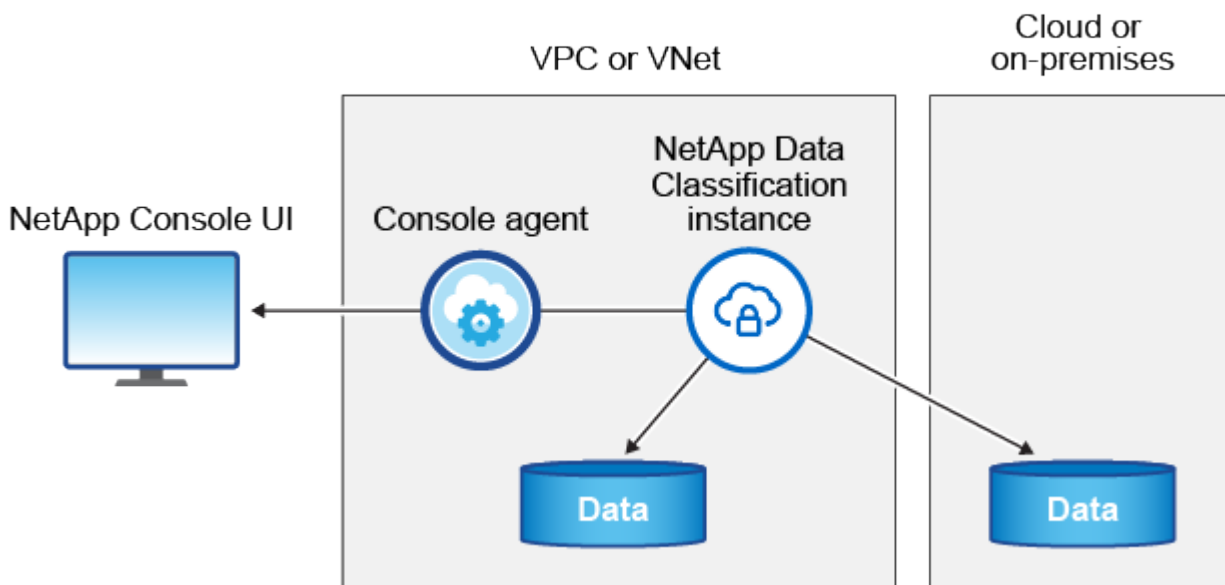 Cloud or
on-premises
VPC or VNet
NetApp Data
Classification
instance
NetApp Console UI
Console agent
Data
Data